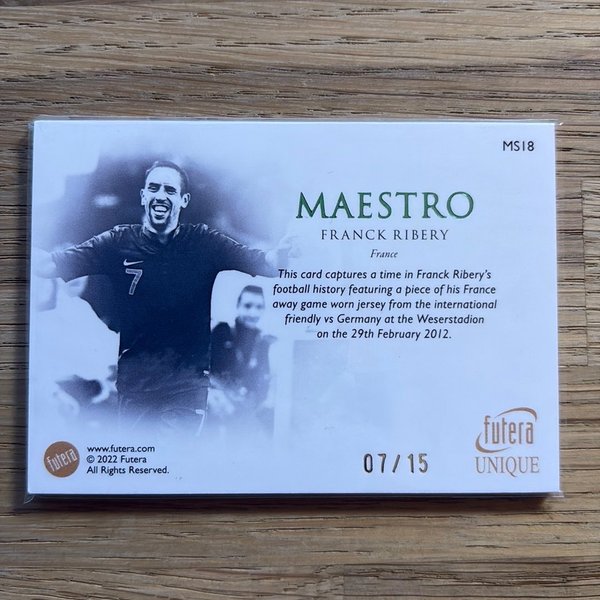 MS18
MAESTRO
FRANCK RIBERY
France
This card captures a time in Franck Ribery's
football history featuring a piece of his France
away game worn jersey from the international
friendly vs Germany at the Weserstadion
on the 29th February 2012.
7
futera
www.futera.com
© 2022 Futera
All Rights Reserved.
07/15
futera
UNIQUE